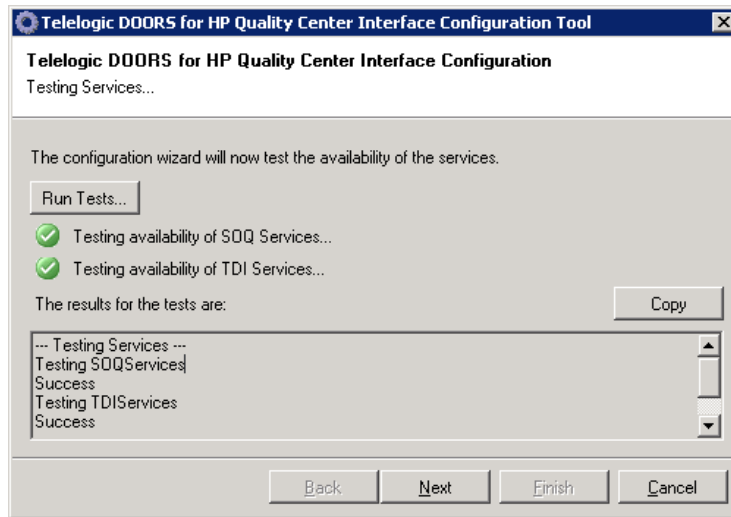 Telelogic DOORS for HP Quality Center Interface Configuration Tool
Telelogic DOORS for HP Quality Center Interface Configuration
Testing Services...
The configuration wizard will now test the availability of the services.
Run Tests...
Testing availability of SOQ Services...
Testing availability of TDI Services...
The results for the tests are:
Copy
--- Testing Services ---
Testing SOQServices
Success
Testing TDIServices
Success
Back Next Finish Cancel